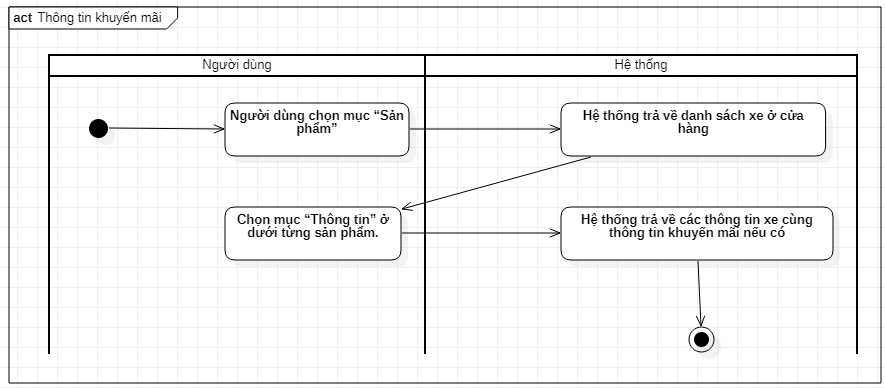 act Thông tin khuyến mãi
Người dùng
Hệ thống
Người dùng chọn mục “Sản
phẩm”
Hệ thống trả về danh sách xe ở cửa
hàng
Chọn mục “Thông tin” ở
dưới từng sản phẩm.
Hệ thống trả về các thông tin xe cùng
thông tin khuyến mãi nếu có